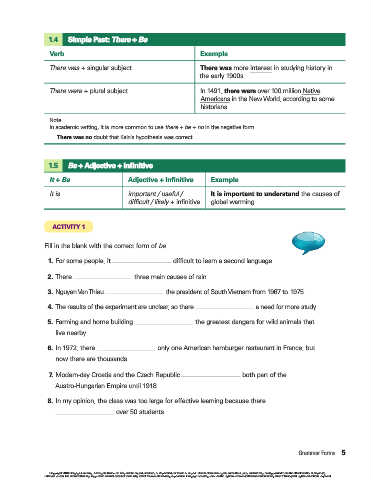 1.4 Simple Past: There + Be
Verb Example
There was + singular subject There was more interest in studying history in
the early 1900s
There were + plural subject In 1491, there were over 100 million Native
Americans in the New World, according to some
historians
Note
In academic writing, it is more common to use there + be + no in the negative form
There was no doubt that Kain's hypothesis was correct
1.5 Be + Adjective + Infinitive
It + Be Adjective + Infinitive Example
It is important / useful / It is important to understand the causes of
difficult / likely + infinitive global warming
ACTIVITY 1
Fill in the blank with the correct form of be
1. For some people, it difficult to learn a second language
2. There three main causes of rain
3. Nguyen Van Thieu the president of South Vietnam from 1967 to 1975
4. The results of the experiment are unclear, so there a need for more study
5. Farming and home building the greatest dangers for wild animals that
live nearby
6. In 1972, there only one American hamburger restaurant in France; but
now there are thousands
7. Modern-day Croatia and the Czech Republic both part of the
Austro-Hungarian Empire until 1918
8. In my opinion, the class was too large for effective learning because there
over 50 students
Grammar Forms 5